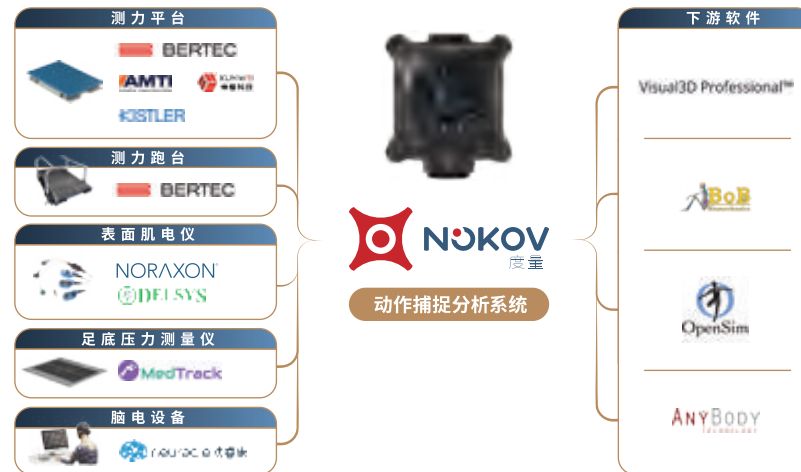 测力平台
BERTEC
AMTI
KISTLER
测力跑台
BERTEC
表面肌电仪
NORAXON
DELSYS
足底压力测量仪
MedTrack
脑电设备
NOKOV
度量
动作捕捉分析系统
下游软件
Visual3D Professional™
BoB
OpenSim
ANYBODY
TECHNOLOGY